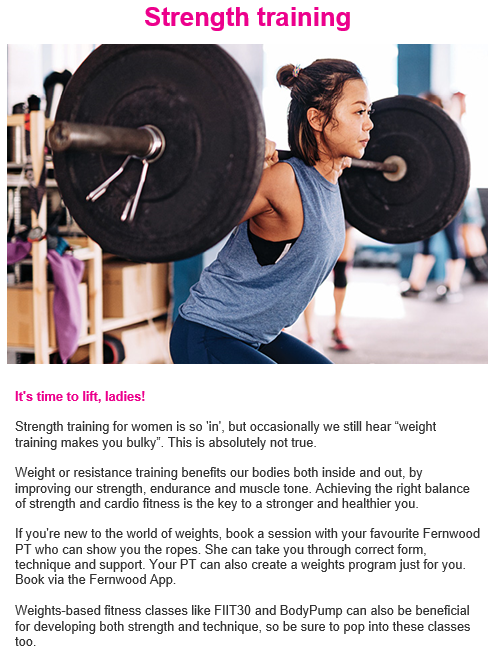 Strength training
It's time to lift, ladies!
Strength training for women is so 'in', but occasionally we still hear “weight
training makes you bulky”. This is absolutely not true.
Weight or resistance training benefits our bodies both inside and out, by
improving our strength, endurance and muscle tone. Achieving the right balance
of strength and cardio fitness is the key to a stronger and healthier you.
If you're new to the world of weights, book a session with your favourite Fernwood
PT who can show you the ropes. She can take you through correct form,
technique and support. Your PT can also create a weights program just for you.
Book via the Fernwood App.
Weights-based fitness classes like FIIT30 and BodyPump can also be beneficial
for developing both strength and technique, so be sure to pop into these classes
too.